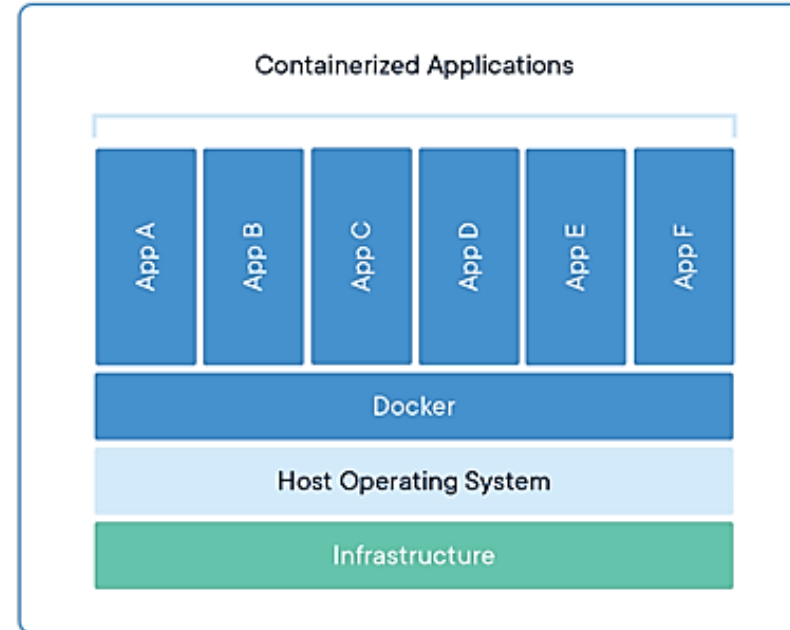 Containerized Applications
App A
App B
App C
App D
App E
App F
Docker
Host Operating System
Infrastructure